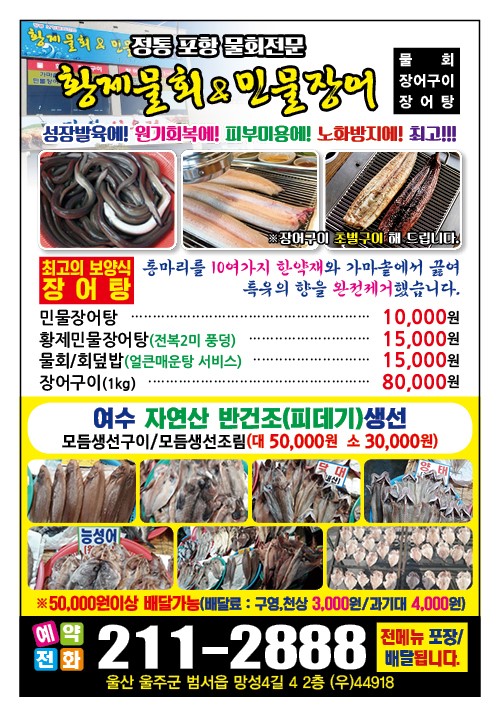 정통 포항 물회전문
황제물회 & 민물장어
물 회
장어구이
장 어 탕
성장발육에! 원기회복에! 피부미용에! 노화방지에! 최고!!!
※장어구이 초벌구이 해 드립니다.
최고의 보양식
장 어 탕
통마리를 10여가지 한약재와 가마솥에서 끓여
특유의 향을 완전제거했습니다.
민물장어탕 10,000원
황제민물장어탕(전복2미 풍덩) 15,000원
물회/회덮밥(얼큰매운탕 서비스) 15,000원
장어구이(1kg) 80,000원
여수 자연산 반건조(피데기)생선
모듬생선구이/모듬생선조림(대 50,000원 소 30,000원)
양태
능성어
※50,000원이상 배달가능(배달료 : 구영,천상 3,000원/과기대 4,000원)
예약
전화
211-2888
전메뉴 포장/
배달됩니다.
울산 울주군 범서읍 망성4길 4 2층 (우)44918